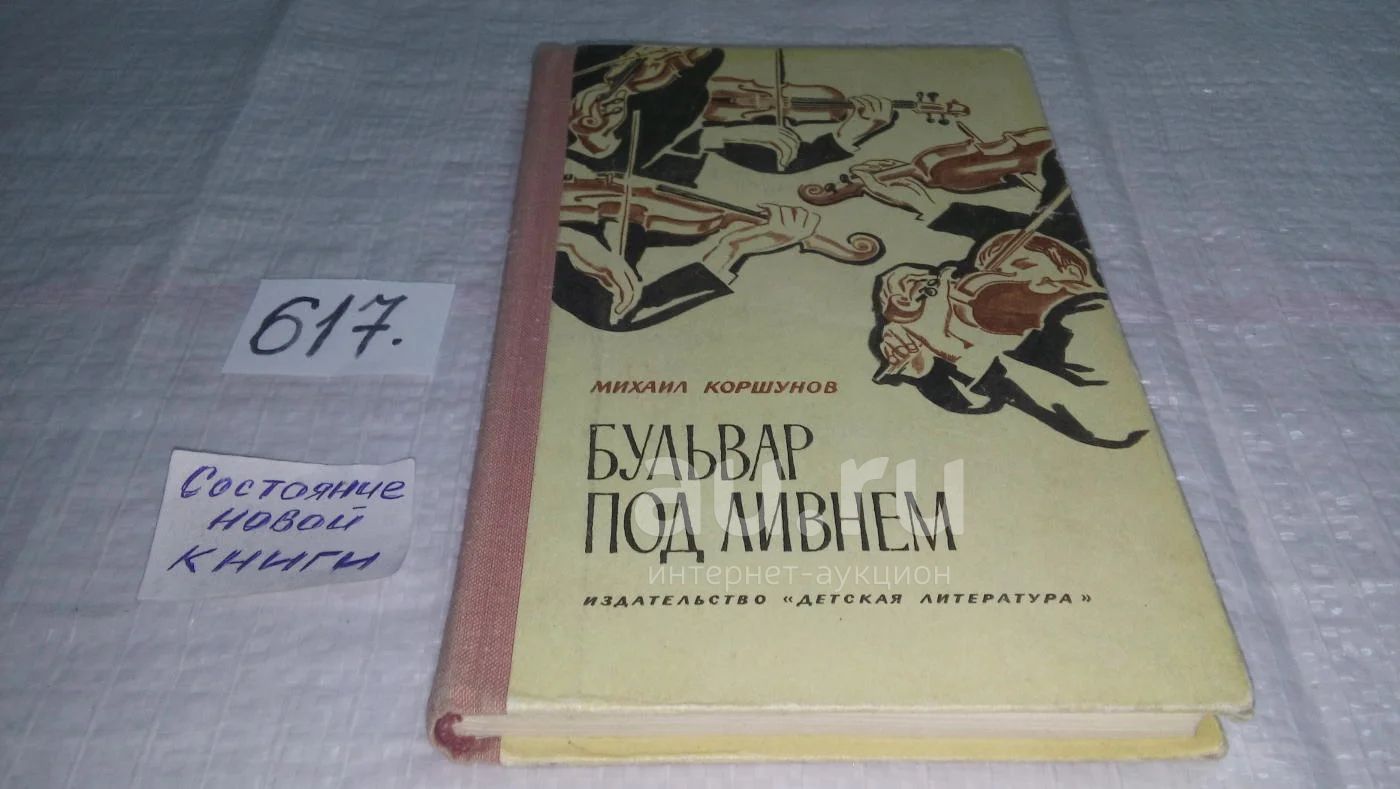 617.
Состояние
новой
книги
МИХАИЛ КОРШУНОВ
БУЛЬВАР
ПОД ЛИВНЕМ
ИЗДАТЕЛЬСТВО «ДЕТСКАЯ ЛИТЕРАТУРА»
au.ru
интернет-аукцион